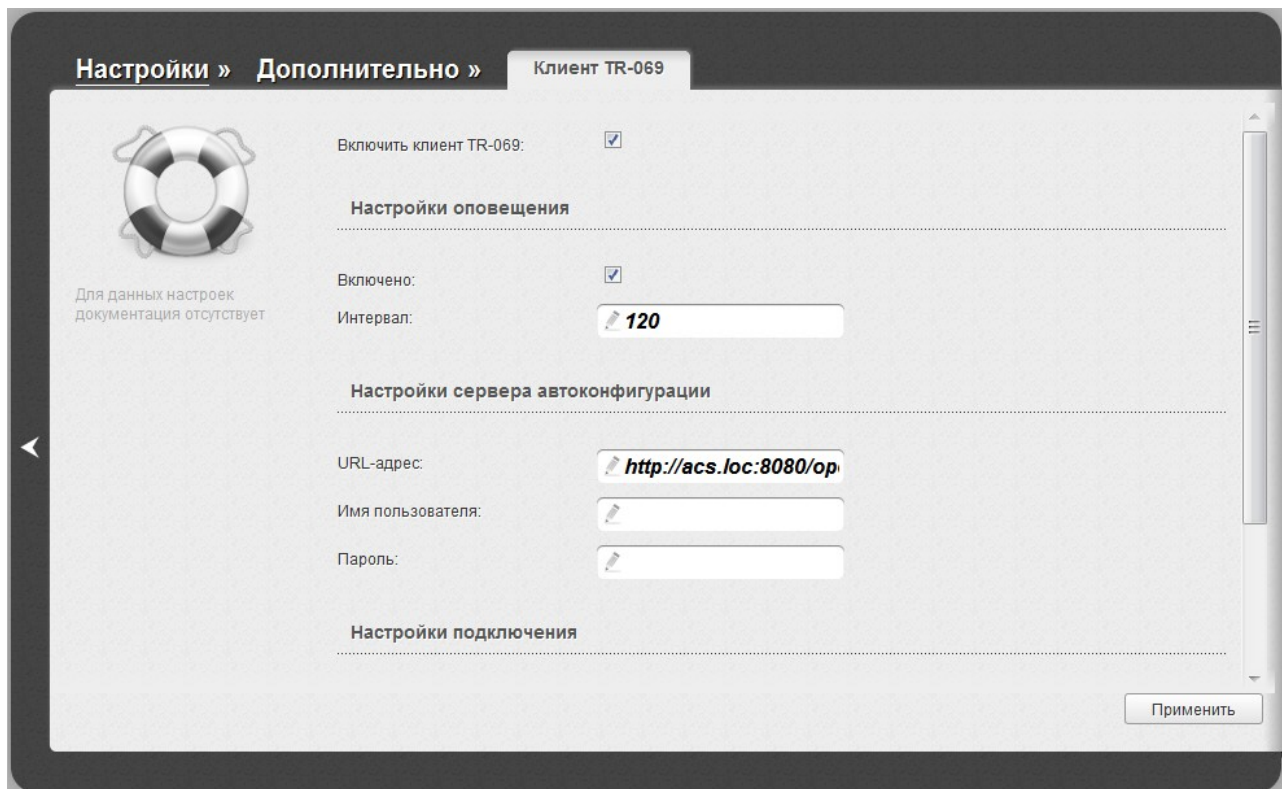 Настройки » Дополнительно » Клиент TR-069
Включить клиент TR-069:
Настройки оповещения
Для данных настроек
документация отсутствует
Включено:
Интервал: 120
Настройки сервера автоконфигурации
URL-адрес: http://acs.loc:8080/op
Имя пользователя:
Пароль:
Настройки подключения
Применить